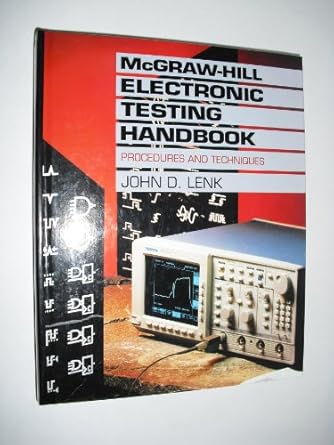 McGRAW-HILL
ELECTRONIC
TESTING
HANDBOOK
PROCEDURES AND TECHNIQUES
JOHN D. LENK